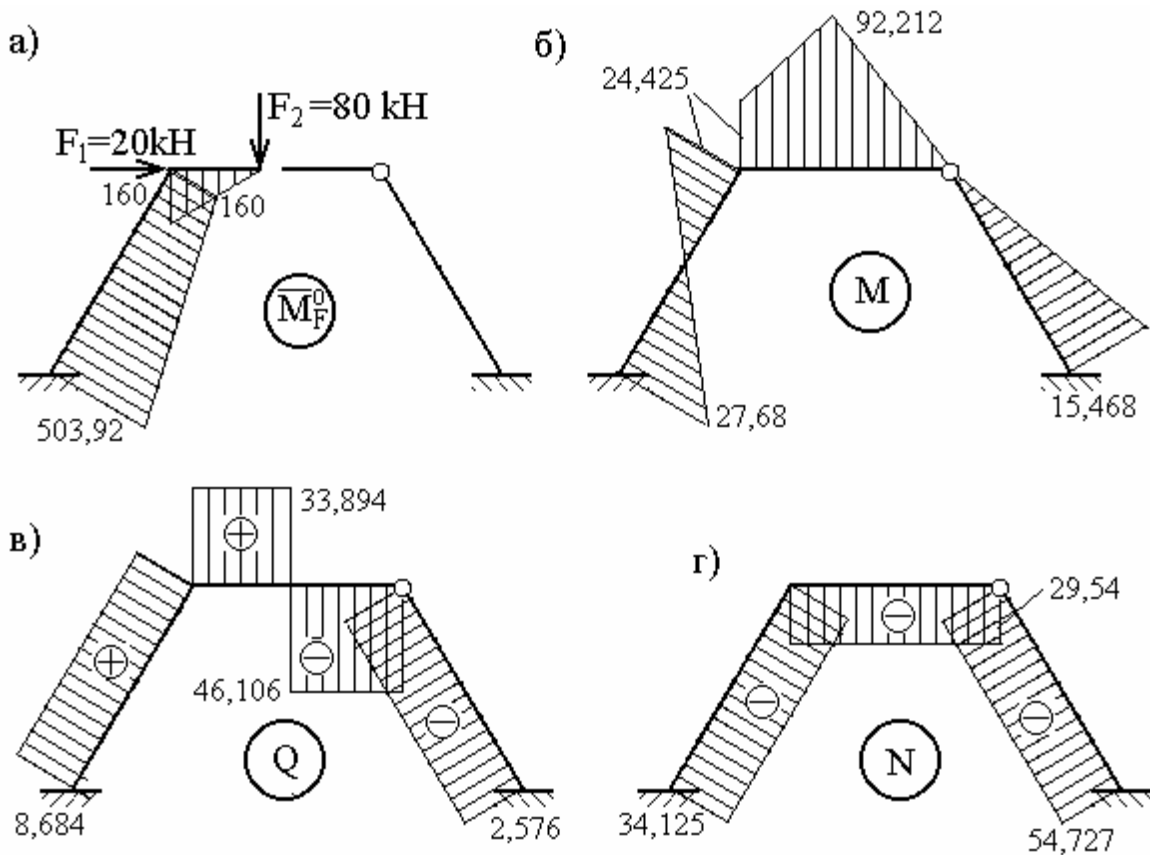 а)
F₁=20kH
F₂=80 kH
160
160
503,92
M̅⁰F
б)
92,212
24,425
M
27,68
15,468
в)
33,894
+
+
−
46,106
−
Q
8,684
2,576
г)
29,54
−
−
−
N
34,125
54,727